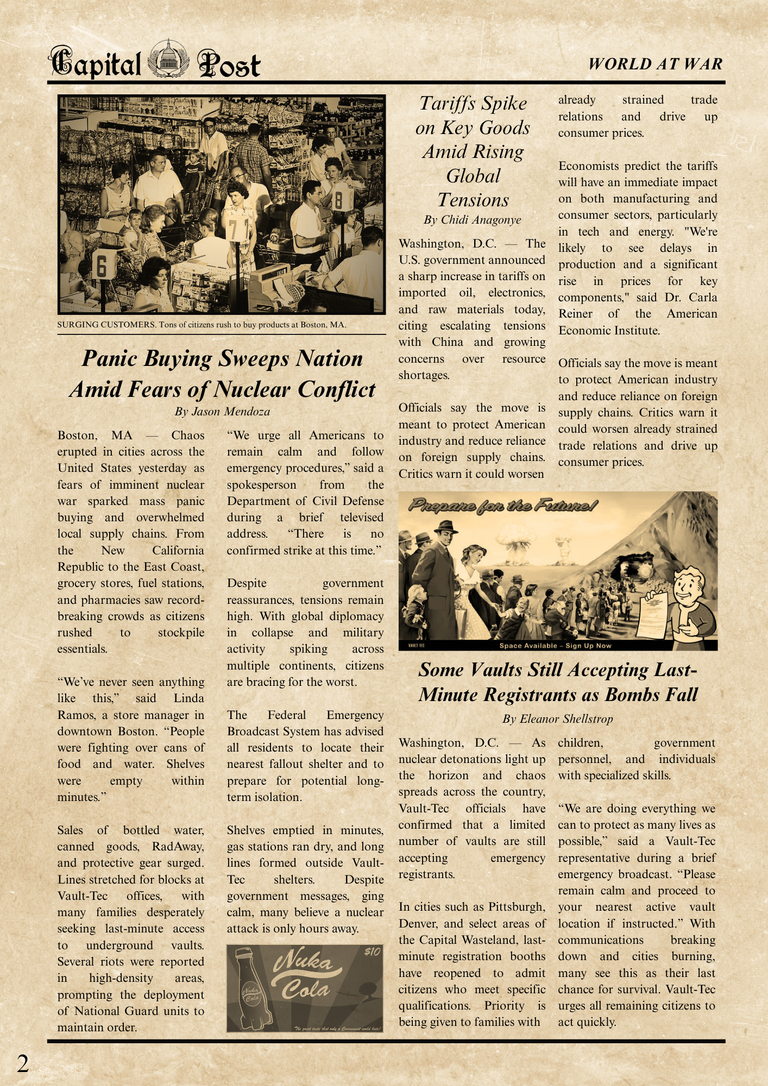 Capital Post
WORLD AT WAR
6
7
8
SURGING CUSTOMERS. Tons of citizens rush to buy products at Boston, MA.
Panic Buying Sweeps Nation
Amid Fears of Nuclear Conflict
By Jason Mendoza
Boston, MA — Chaos
erupted in cities across the
United States yesterday as
fears of imminent nuclear
war sparked mass panic
buying and overwhelmed
local supply chains. From
the New California
Republic to the East Coast,
grocery stores, fuel stations,
and pharmacies saw record-
breaking crowds as citizens
rushed to stockpile
essentials.
“We’ve never seen anything
like this,” said Linda
Ramos, a store manager in
downtown Boston. “People
were fighting over cans of
food and water. Shelves
were empty within
minutes.”
Sales of bottled water,
canned goods, RadAway,
and protective gear surged.
Lines stretched for blocks at
Vault-Tec offices, with
many families desperately
seeking last-minute access
to underground vaults.
Several riots were reported
in high-density areas,
prompting the deployment
of National Guard units to
maintain order.
“We urge all Americans to
remain calm and follow
emergency procedures,” said a
spokesperson from the
Department of Civil Defense
during a brief televised
address. “There is no
confirmed strike at this time.”
Despite government
reassurances, tensions remain
high. With global diplomacy
in collapse and military
activity spiking across
multiple continents, citizens
are bracing for the worst.
The Federal Emergency
Broadcast System has advised
all residents to locate their
nearest fallout shelter and to
prepare for potential long-
term isolation.
Shelves emptied in minutes,
gas stations ran dry, and long
lines formed outside Vault-
Tec shelters. Despite
government messages, ging
calm, many believe a nuclear
attack is only hours away.
$10
Nuka
Cola
Tariffs Spike
on Key Goods
Amid Rising
Global
Tensions
By Chidi Anagonye
Washington, D.C. — The
U.S. government announced
a sharp increase in tariffs on
imported oil, electronics,
and raw materials today,
citing escalating tensions
with China and growing
concerns over resource
shortages.
Officials say the move is
meant to protect American
industry and reduce reliance
on foreign supply chains.
Critics warn it could worsen
already strained trade
relations and drive up
consumer prices.
Economists predict the tariffs
will have an immediate impact
on both manufacturing and
consumer sectors, particularly
in tech and energy. "We're
likely to see delays in
production and a significant
rise in prices for key
components," said Dr. Carla
Reiner of the American
Economic Institute.
Officials say the move is meant
to protect American industry
and reduce reliance on foreign
supply chains. Critics warn it
could worsen already strained
trade relations and drive up
consumer prices.
Prepare for the Future!
VAULT TEC
Space Available – Sign Up Now
Some Vaults Still Accepting Last-
Minute Registrants as Bombs Fall
By Eleanor Shellstrop
Washington, D.C. — As
nuclear detonations light up
the horizon and chaos
spreads across the country,
Vault-Tec officials have
confirmed that a limited
number of vaults are still
accepting emergency
registrants.
In cities such as Pittsburgh,
Denver, and select areas of
the Capital Wasteland, last-
minute registration booths
have reopened to admit
citizens who meet specific
qualifications. Priority is
being given to families with
children, government
personnel, and individuals
with specialized skills.
“We are doing everything we
can to protect as many lives as
possible,” said a Vault-Tec
representative during a brief
emergency broadcast. “Please
remain calm and proceed to
your nearest active vault
location if instructed.” With
communications breaking
down and cities burning,
many see this as their last
chance for survival. Vault-Tec
urges all remaining citizens to
act quickly.
2